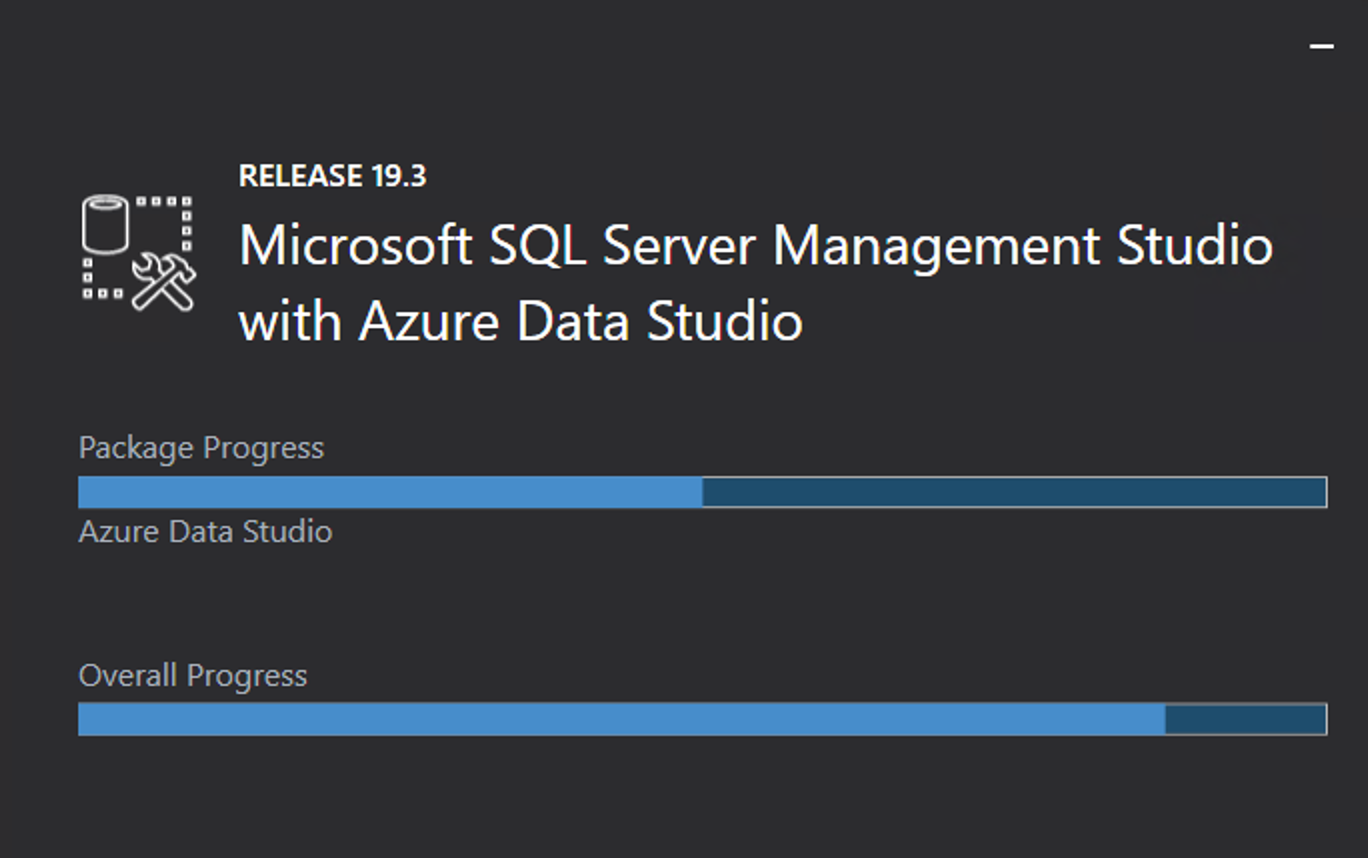 RELEASE 19.3
Microsoft SQL Server Management Studio
with Azure Data Studio
Package Progress
Azure Data Studio
Overall Progress